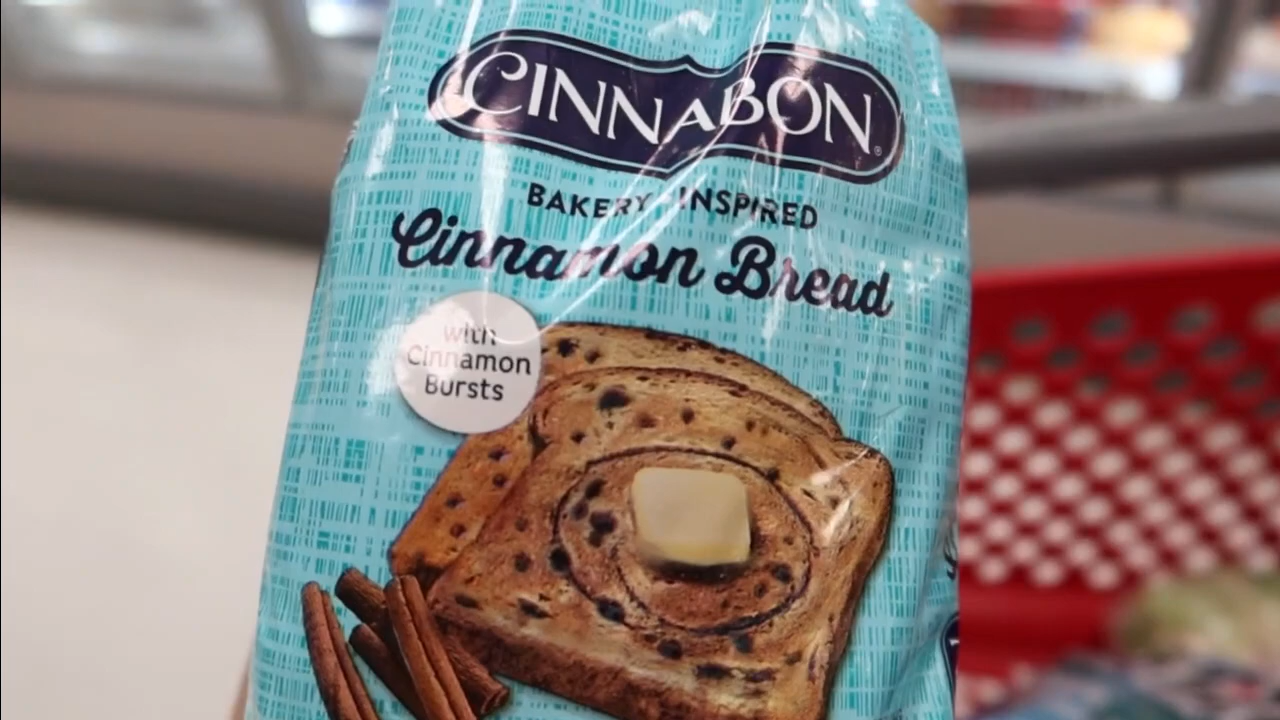 CINNABON®
BAKERY-INSPIRED
Cinnamon Bread
with
Cinnamon
Bursts